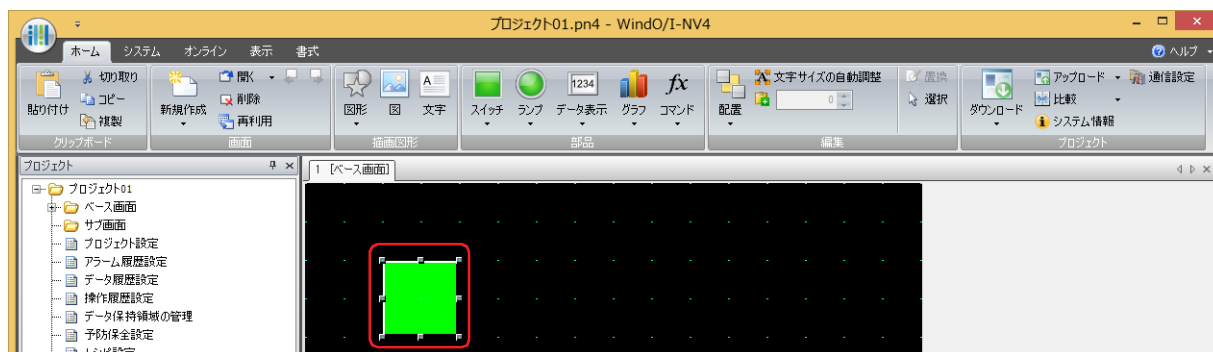 プロジェクト01.pn4 - WindO/I-NV4
ホーム システム オンライン 表示 書式 ヘルプ
貼り付け
切り取り
コピー
複製
クリップボード
新規作成
開く
削除
再利用
画面
図形 図 文字
描画図形
スイッチ ランプ データ表示 グラフ コマンド
1234
fx
部品
配置
文字サイズの自動調整
0
置換
選択
編集
ダウンロード
アップロード
比較
システム情報
通信設定
プロジェクト
プロジェクト
1 [ベース画面]
プロジェクト01
ベース画面
サブ画面
プロジェクト設定
アラーム履歴設定
データ履歴設定
操作履歴設定
データ保持領域の管理
予防保全設定
レシピ設定